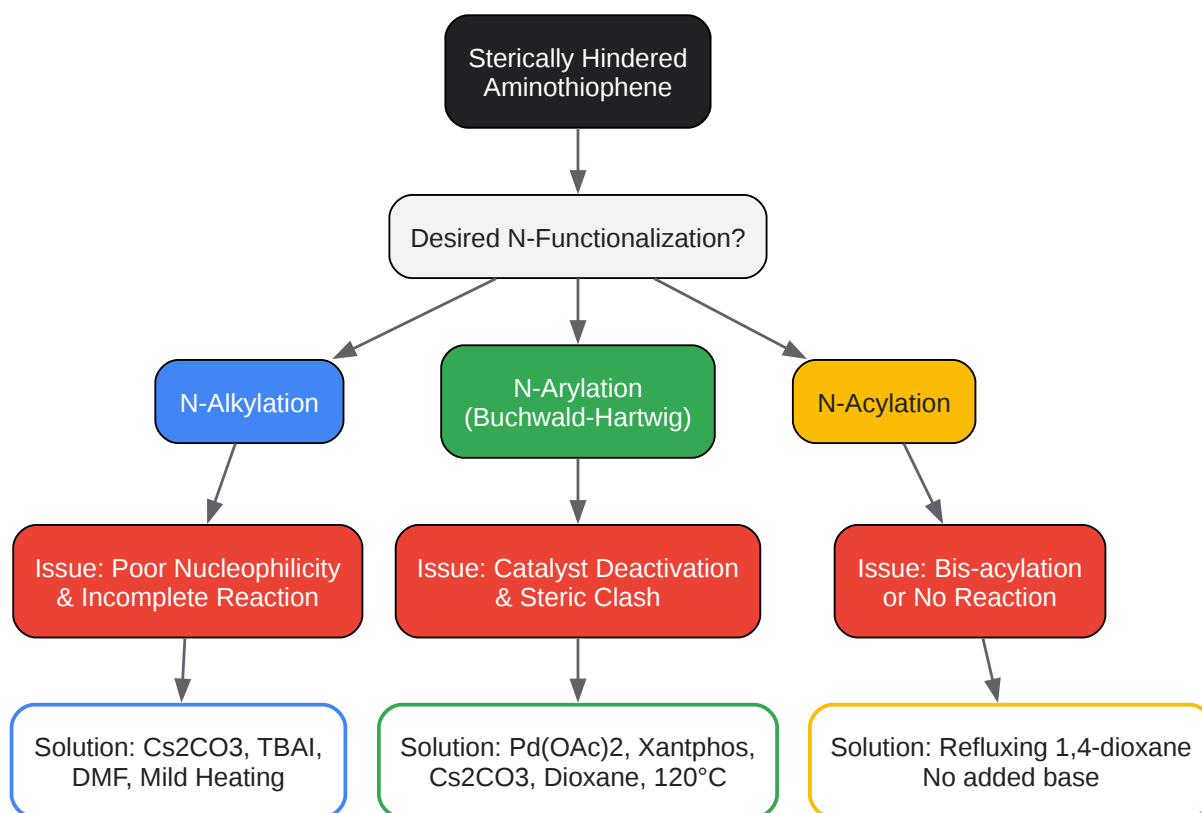 Sterically Hindered
Aminothiophene
Desired N-Functionalization?
N-Alkylation
N-Arylation
(Buchwald-Hartwig)
N-Acylation
Issue: Poor Nucleophilicity
& Incomplete Reaction
Issue: Catalyst Deactivation
& Steric Clash
Issue: Bis-acylation
or No Reaction
Solution: Cs2CO3, TBAI,
DMF, Mild Heating
Solution: Pd(OAc)2, Xantphos,
Cs2CO3, Dioxane, 120°C
Solution: Refluxing 1,4-dioxane
No added base